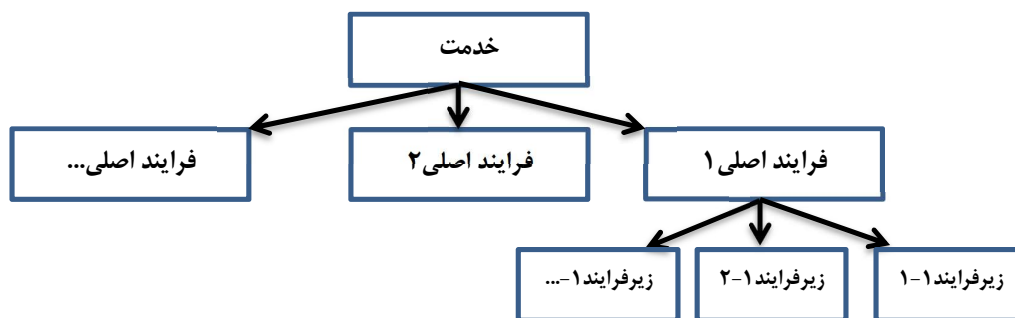 خدمت
فرایند اصلی۱
فرایند اصلی۲
فرایند اصلی...
زیرفرایند۱-۱
زیرفرایند۱-۲
زیرفرایند۱-...